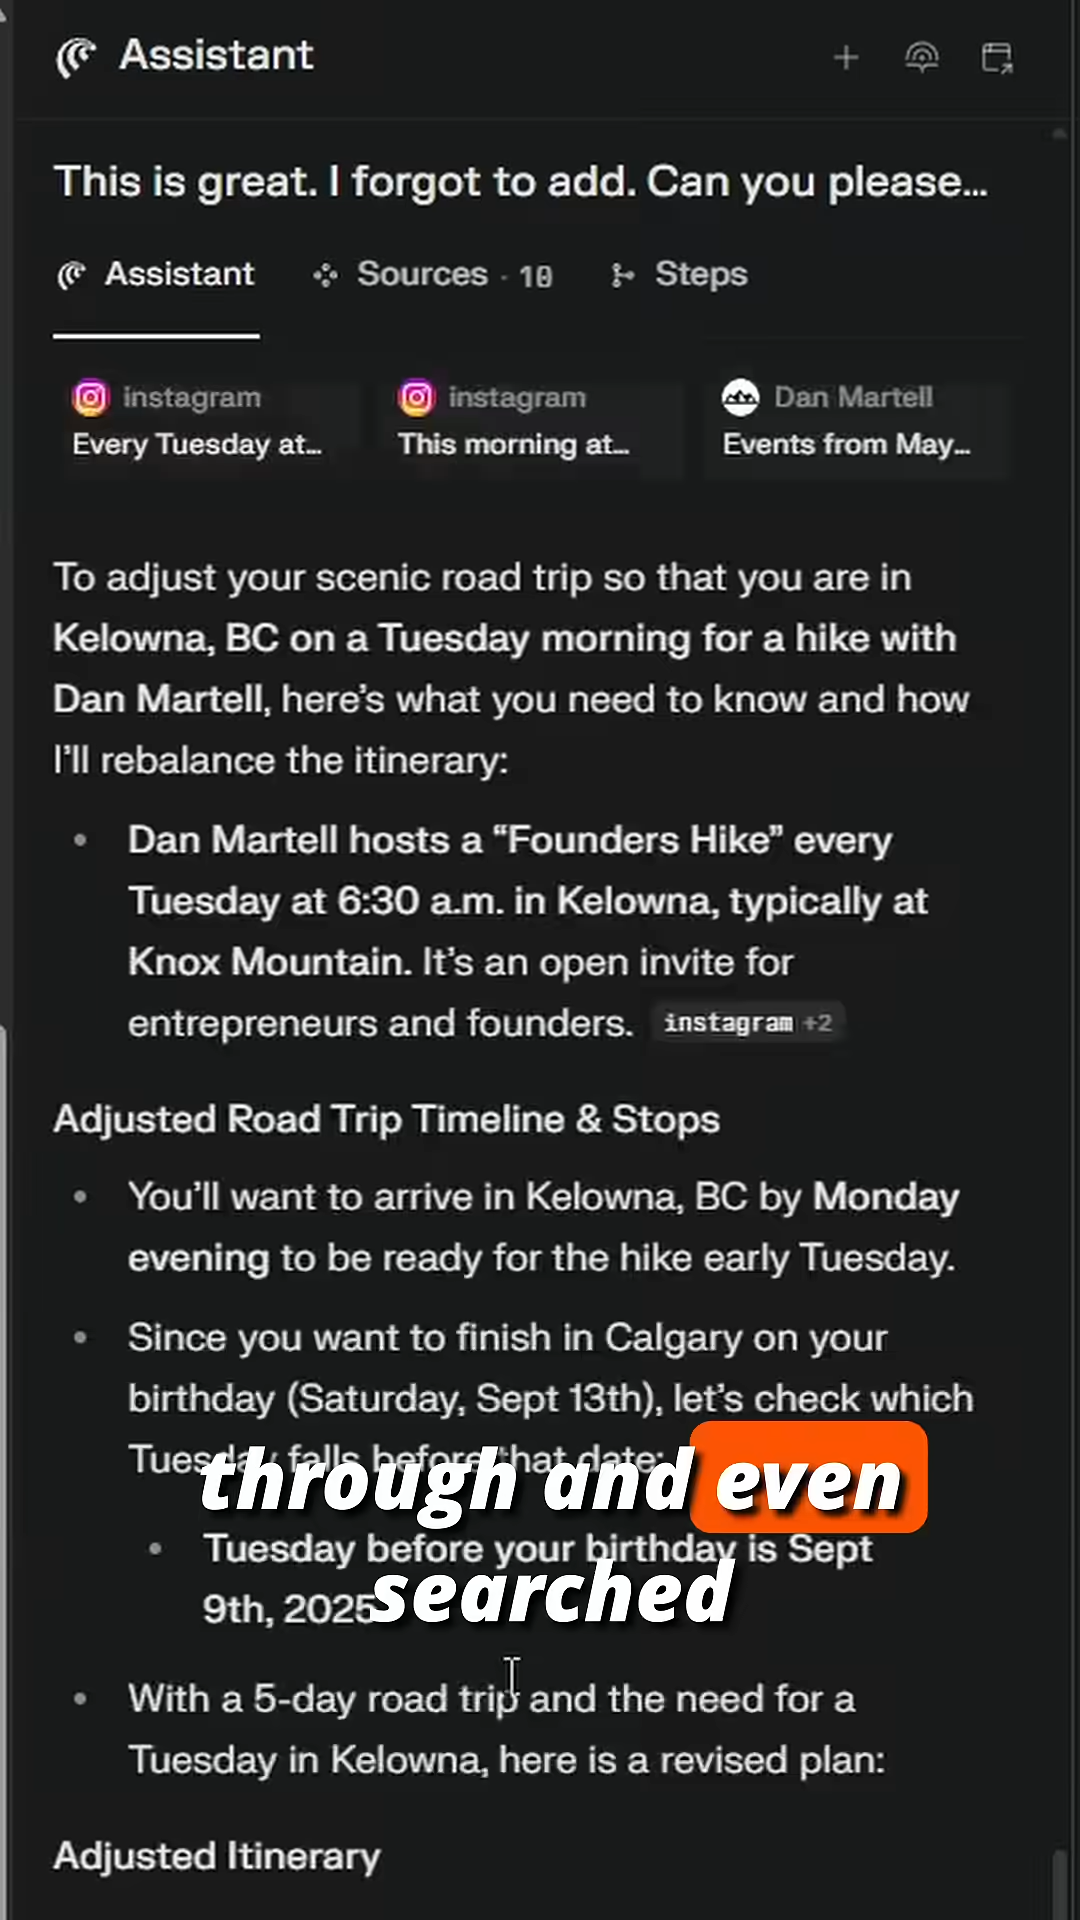 Assistant
This is great. I forgot to add. Can you please...
Assistant
Sources · 10
Steps
instagram
Every Tuesday at...
instagram
This morning at...
Dan Martell
Events from May...
To adjust your scenic road trip so that you are in
Kelowna, BC on a Tuesday morning for a hike with
Dan Martell, here's what you need to know and how
I'll rebalance the itinerary:
• Dan Martell hosts a “Founders Hike” every
Tuesday at 6:30 a.m. in Kelowna, typically at
Knox Mountain. It's an open invite for
entrepreneurs and founders. instagram +2
Adjusted Road Trip Timeline & Stops
• You'll want to arrive in Kelowna, BC by Monday
evening to be ready for the hike early Tuesday.
• Since you want to finish in Calgary on your
birthday (Saturday, Sept 13th), let's check which
Tuesday falls before that date:
through and even
• Tuesday before your birthday is Sept
9th, 2025
searched
• With a 5-day road trip and the need for a
Tuesday in Kelowna, here is a revised plan:
Adjusted Itinerary